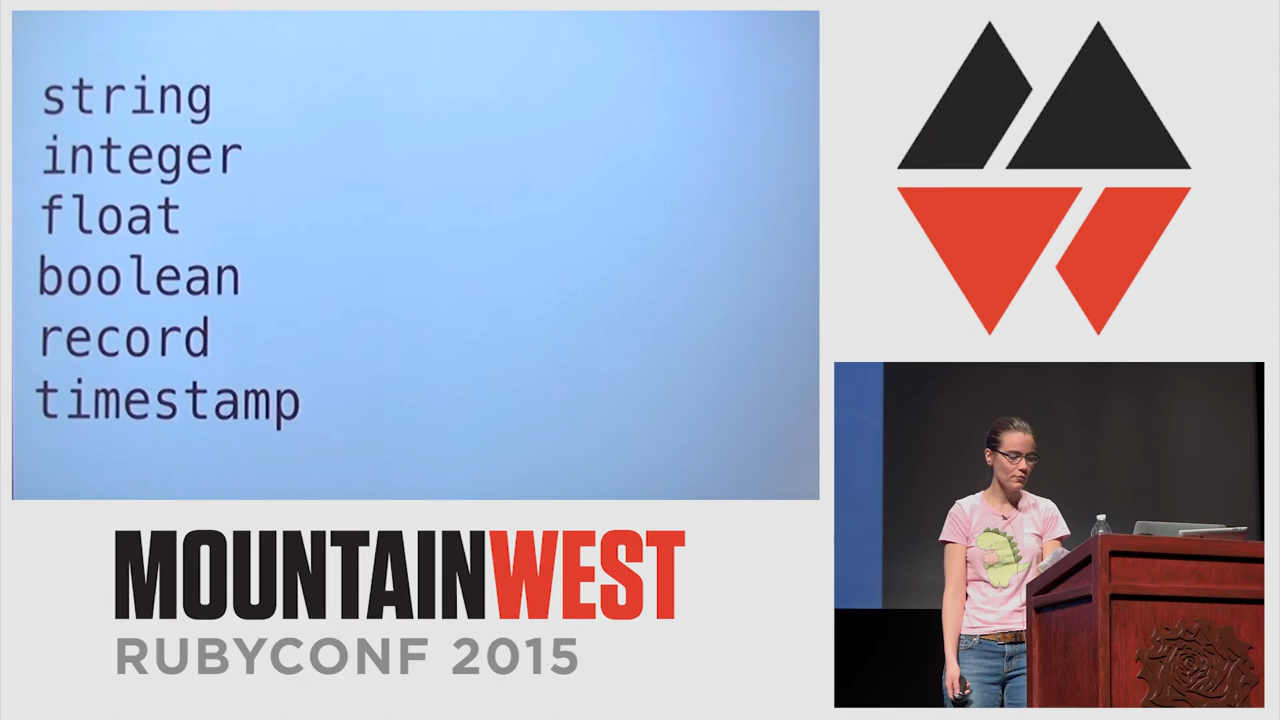 string
integer
float
boolean
record
timestamp
MOUNTAINWEST
RUBYCONF 2015